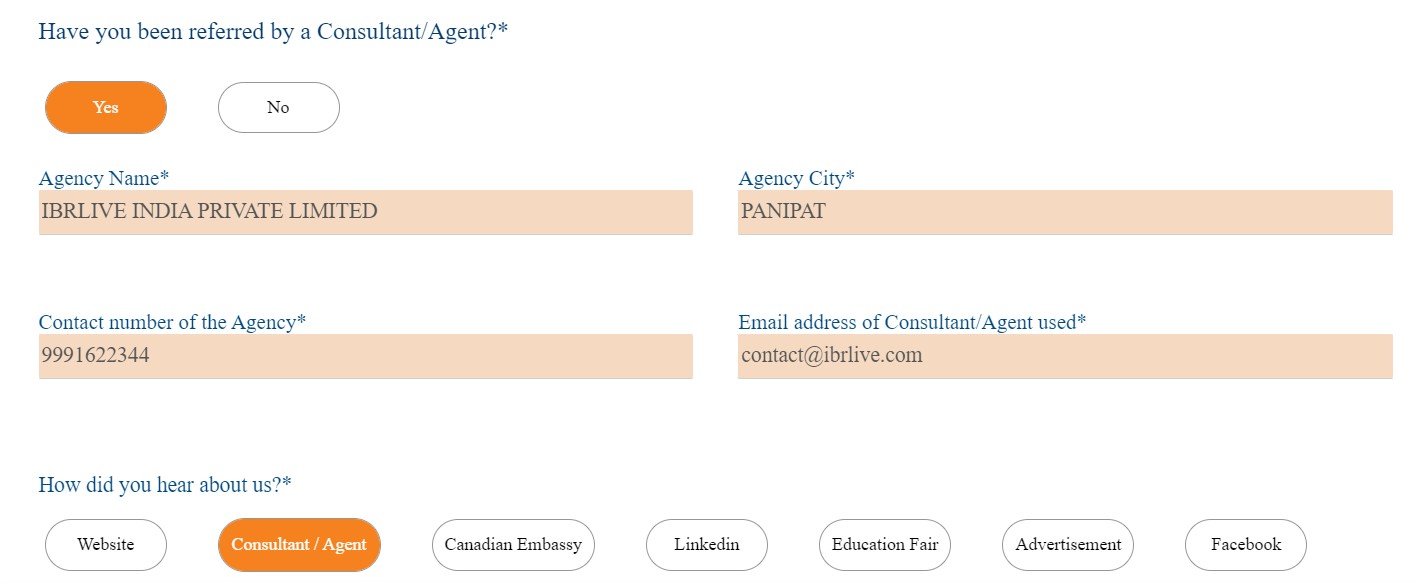 Have you been referred by a Consultant/Agent?*
Yes No
Agency Name* Agency City*
IBRLIVE INDIA PRIVATE LIMITED PANIPAT
Contact number of the Agency* Email address of Consultant/Agent used*
9991622344 contact@ibrlive.com
How did you hear about us?*
Website Consultant / Agent Canadian Embassy Linkedin Education Fair Advertisement Facebook